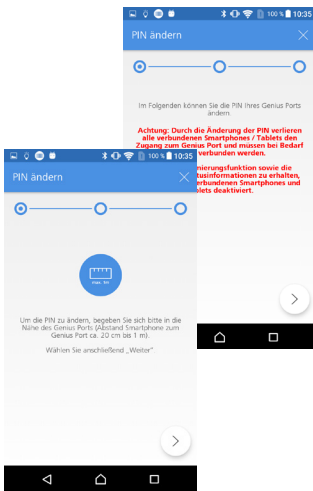 100 % 10:35
PIN ändern
Im Folgenden können Sie die PIN Ihres Genius Ports
ändern.
Achtung: Durch die Änderung der PIN verlieren
alle verbundenen Smartphones / Tablets den
Zugang zum Genius Port und müssen bei Bedarf
verbunden werden.
nierungsfunktion sowie die
tusinformationen zu erhalten,
erbundenen Smartphones und
blets deaktiviert.
100 % 10:35
PIN ändern
max. 1m
Um die PIN zu ändern, begeben Sie sich bitte in die
Nähe des Genius Ports (Abstand Smartphone zum
Genius Port ca. 20 cm bis 1 m).
Wählen Sie anschließend „Weiter"